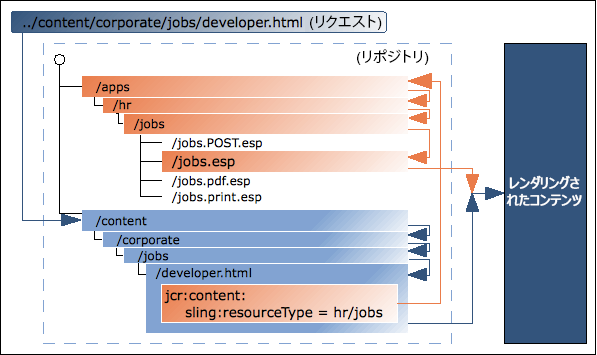 ../content/corporate/jobs/developer.html (リクエスト)
(リポジトリ)
/apps
/hr
/jobs
/jobs.POST.esp
/jobs.esp
/jobs.pdf.esp
/jobs.print.esp
/content
/corporate
/jobs
/developer.html
jcr:content:
sling:resourceType = hr/jobs
レンダリングさ
れたコンテンツ